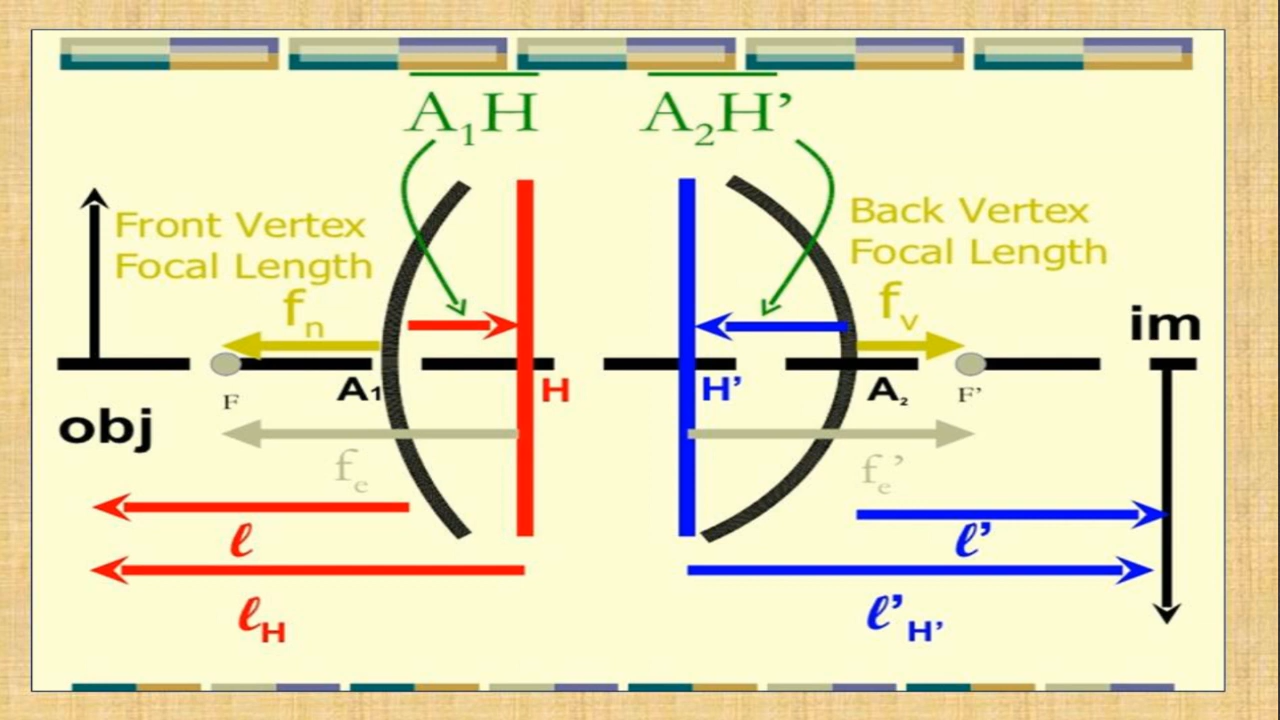 A₁H
A₂H’
Front Vertex
Focal Length
fₙ
Back Vertex
Focal Length
fᵥ
im
F
A₁
H
H’
A₂
F’
obj
fₑ
fₑ’
ℓ
ℓ’
ℓH
ℓ’H’